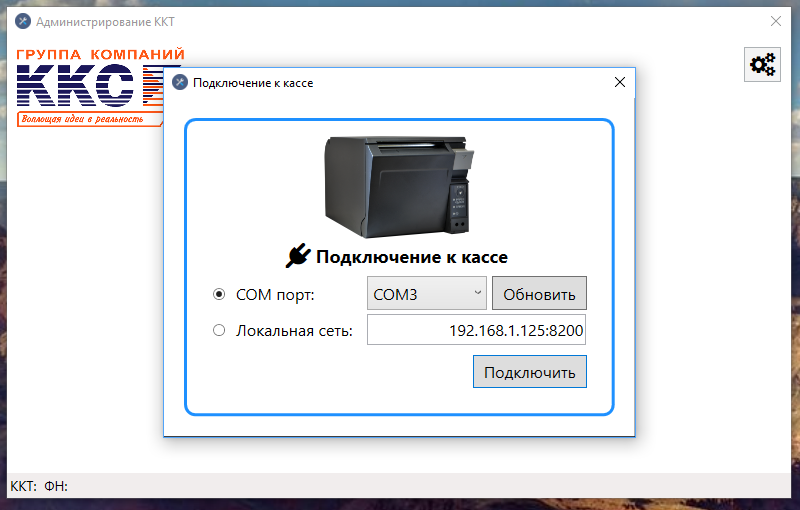 Администрирование ККТ
ГРУППА КОМПАНИЙ
ККС
Воплощая идеи в реальность
Подключение к кассе
Подключение к кассе
COM порт:
COM3
Обновить
Локальная сеть:
192.168.1.125:8200
Подключить
ККТ: ФН: